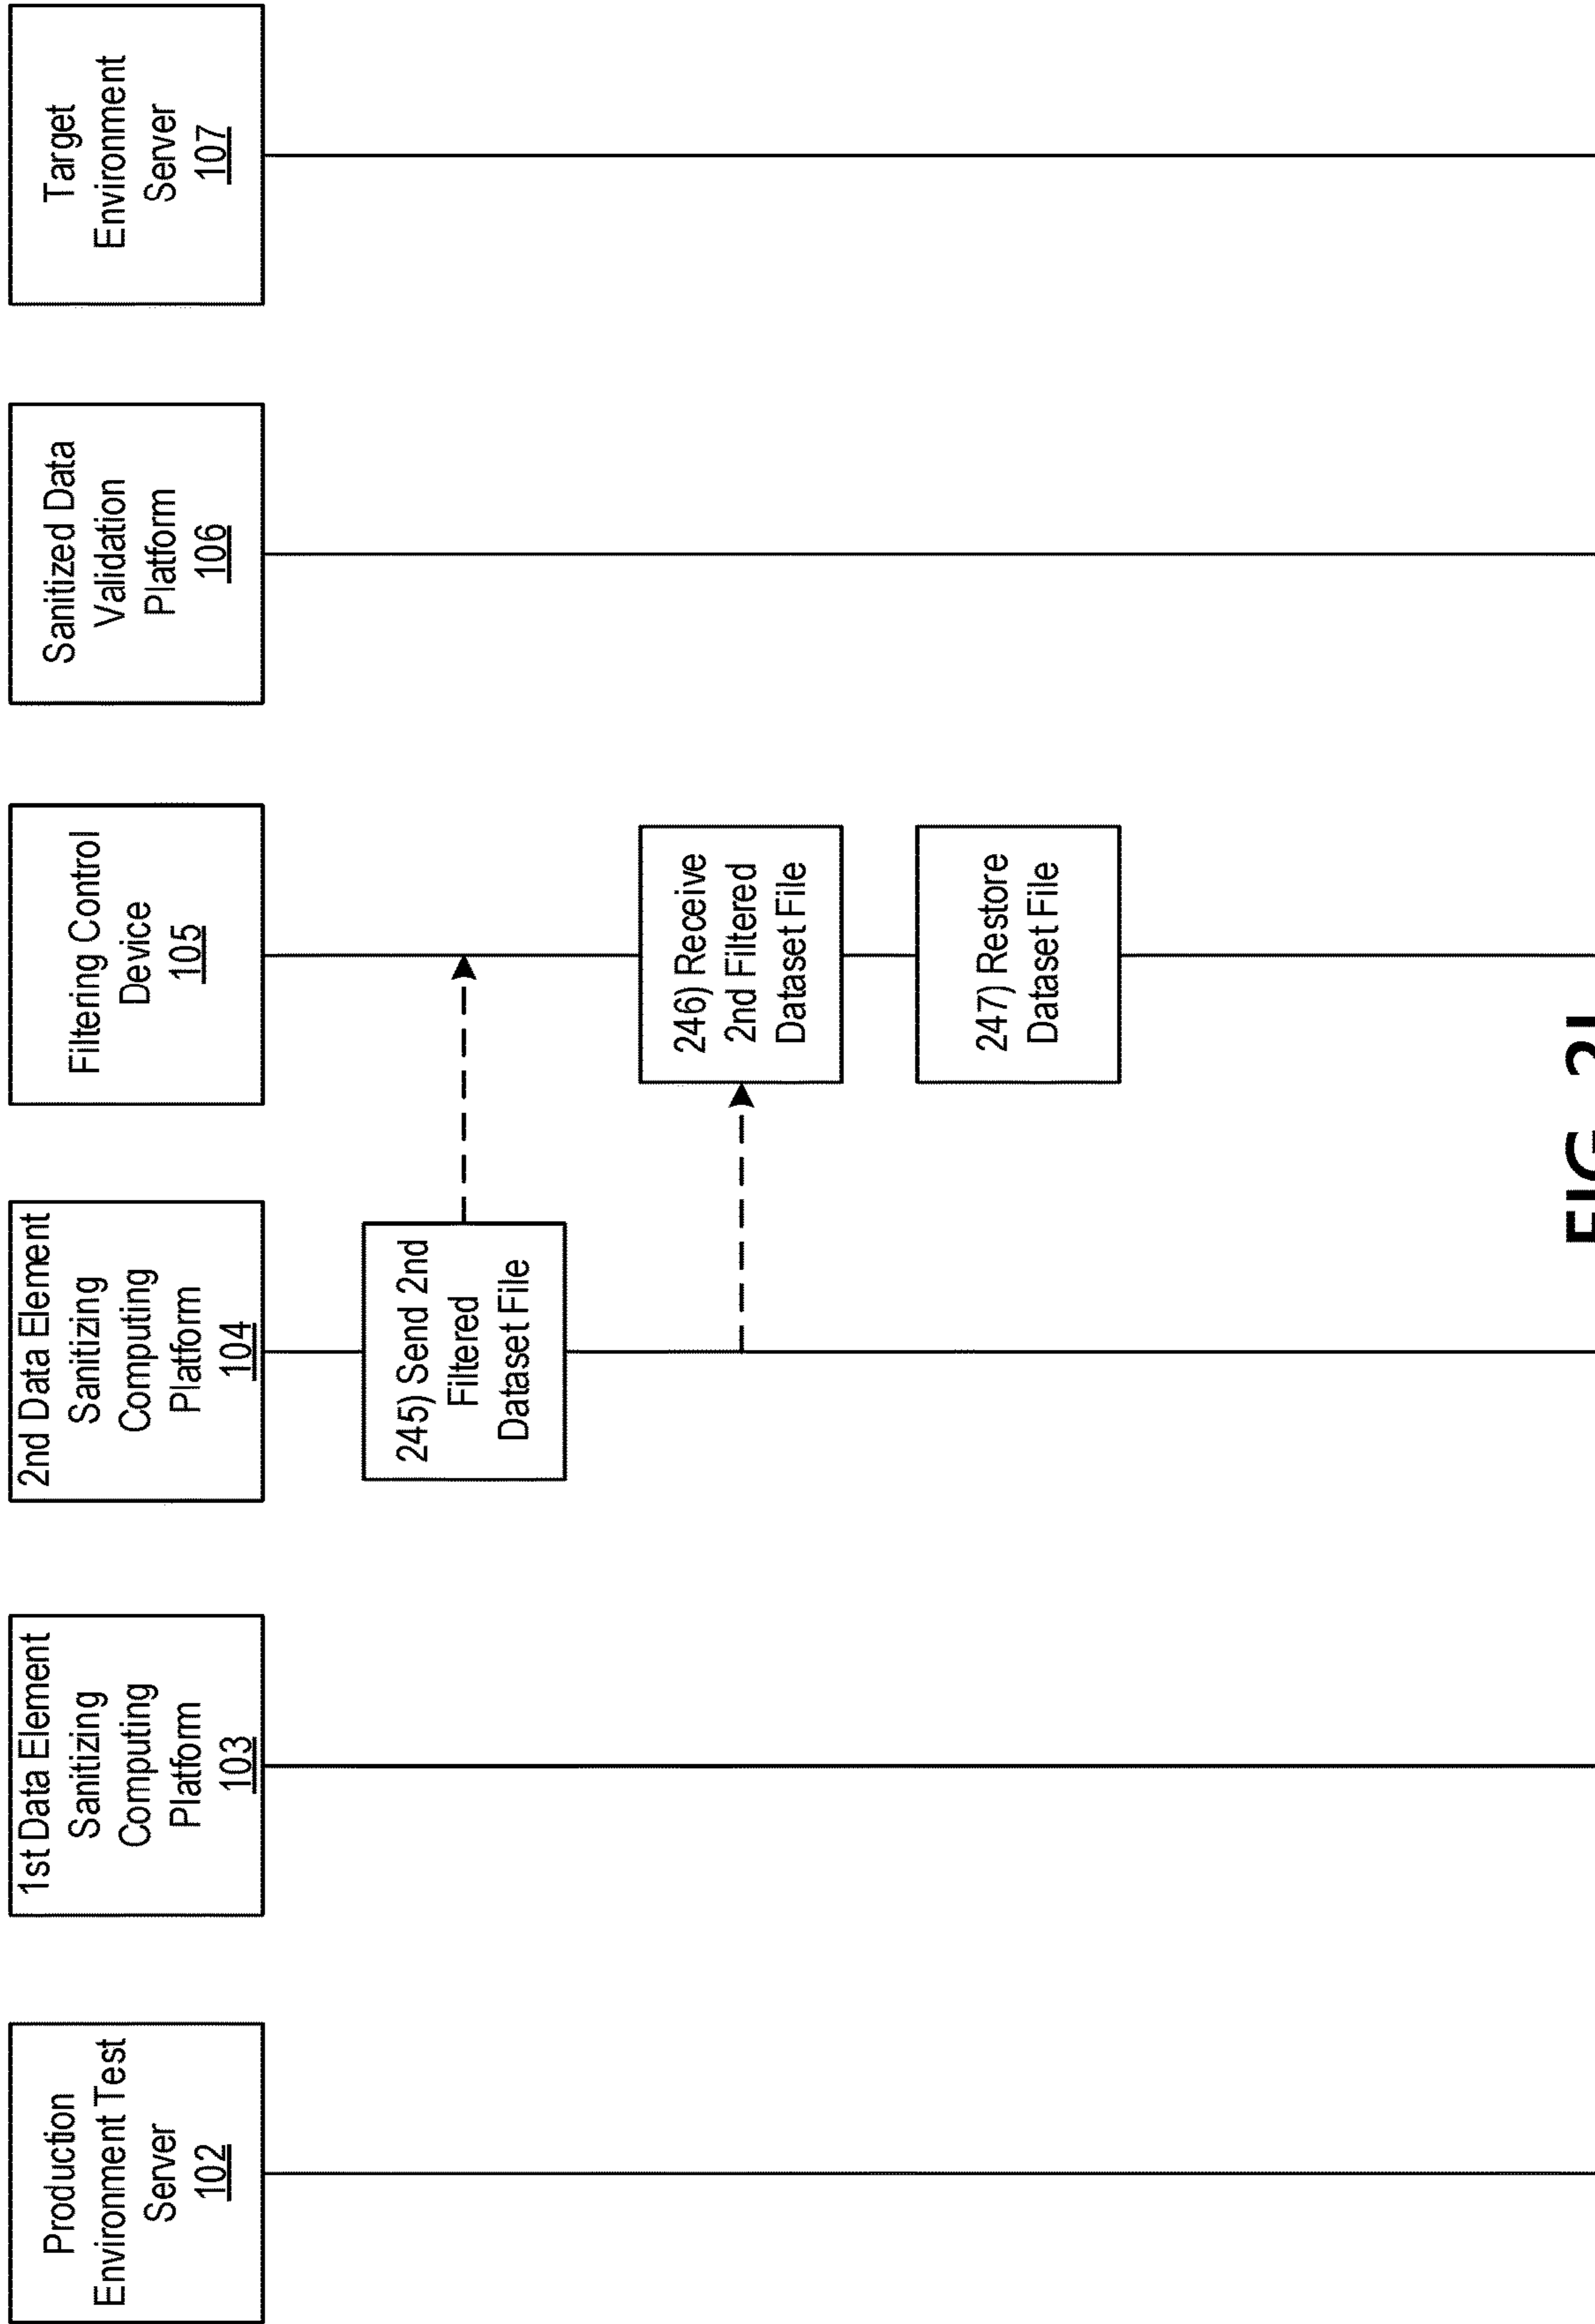 Production
Environment Test
Server
102
1st Data Element
Sanitizing
Computing
Platform
103
2nd Data Element
Sanitizing
Computing
Platform
104
Filtering Control
Device
105
Sanitized Data
Validation
Platform
106
Target
Environment
Server
107
245) Send 2nd
Filtered
Dataset File
246) Receive
2nd Filtered
Dataset File
247) Restore
Dataset File
FIG